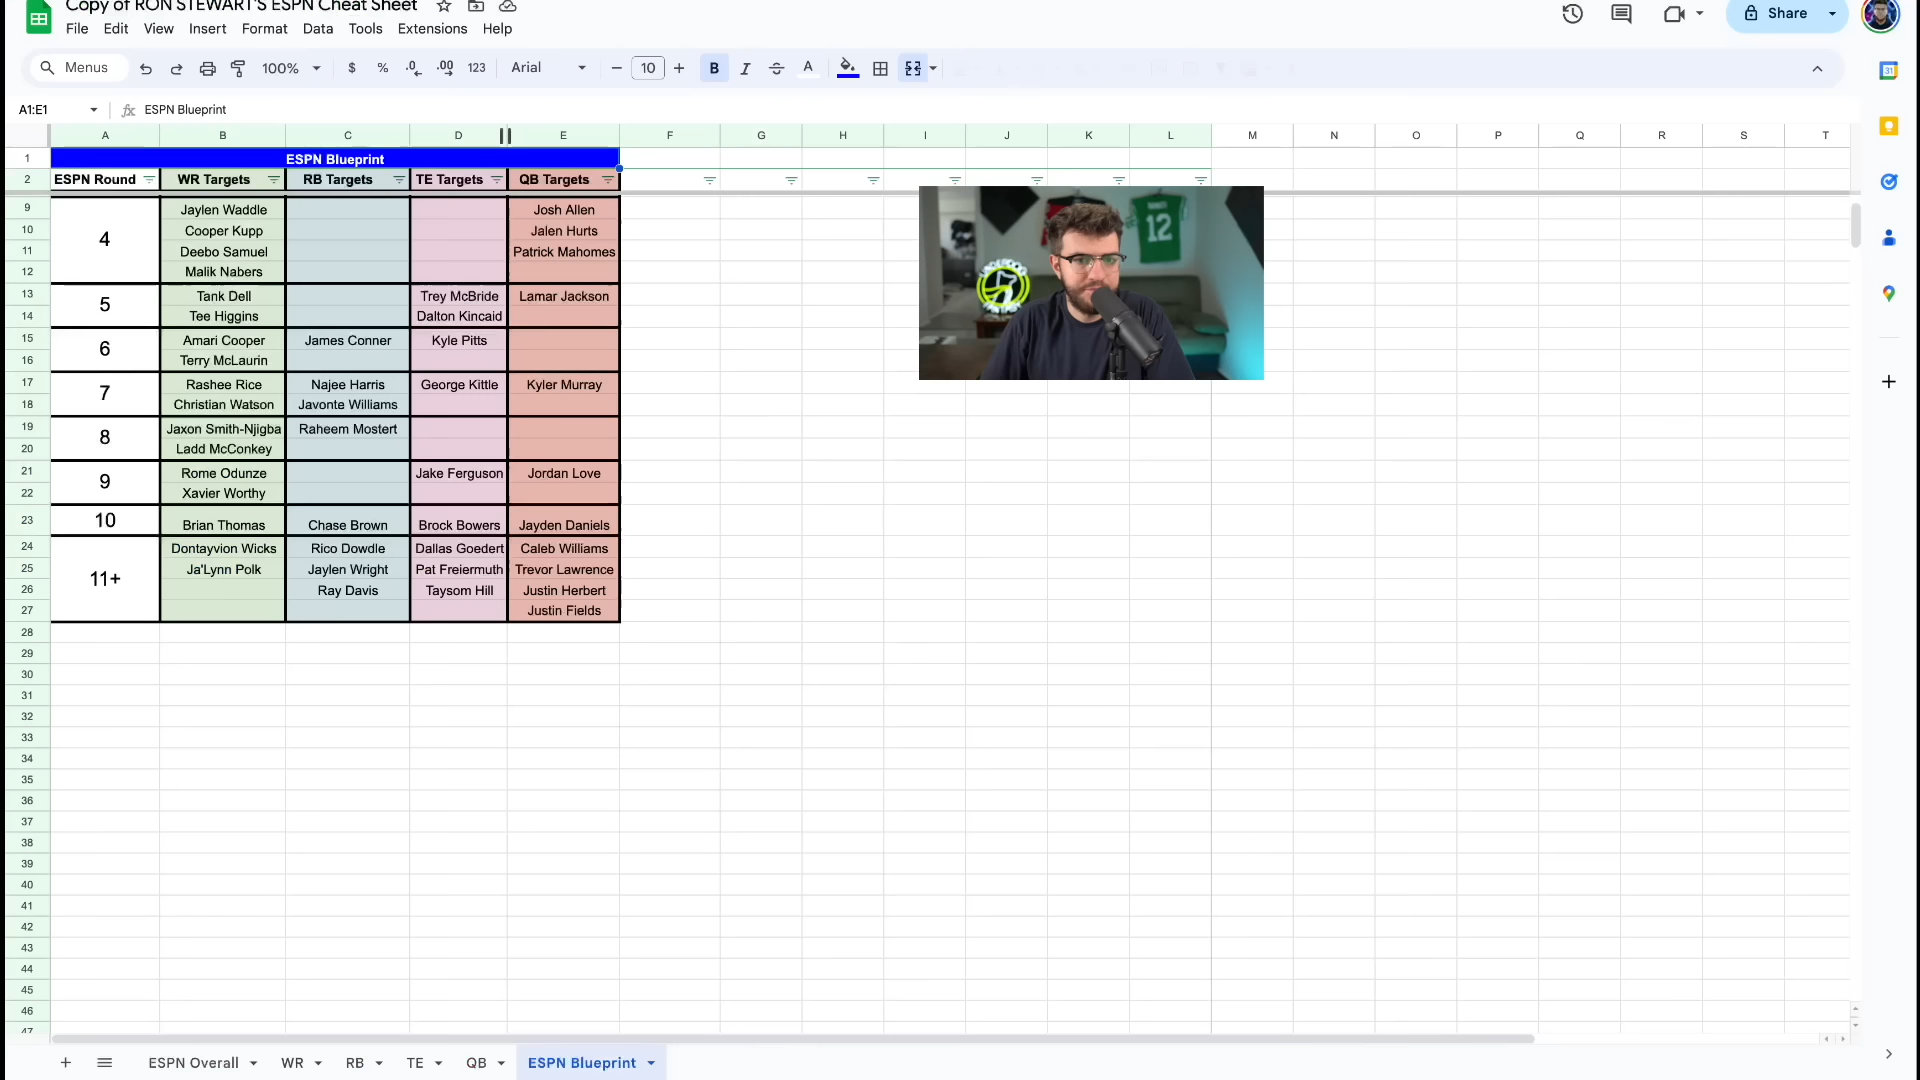 Copy of RON STEWART'S ESPN Cheat Sheet
Share
File Edit View Insert Format Data Tools Extensions Help
Menus 100% $ % .0 .00 123 Arial 10 B I S A
31
A1:E1 fx ESPN Blueprint
A B C D E F G H I J K L M N O P Q R S T
1 ESPN Blueprint
2 ESPN Round WR Targets RB Targets TE Targets QB Targets
9 Jaylen Waddle Josh Allen
10 4 Cooper Kupp Jalen Hurts
11 Deebo Samuel Patrick Mahomes
12 Malik Nabers
13 5 Tank Dell Trey McBride Lamar Jackson
14 Tee Higgins Dalton Kincaid
15 6 Amari Cooper James Conner Kyle Pitts
16 Terry McLaurin
17 7 Rashee Rice Najee Harris George Kittle Kyler Murray
18 Christian Watson Javonte Williams
19 8 Jaxon Smith-Njigba Raheem Mostert
20 Ladd McConkey
21 9 Rome Odunze Jake Ferguson Jordan Love
22 Xavier Worthy
23 10 Brian Thomas Chase Brown Brock Bowers Jayden Daniels
24 Dontayvion Wicks Rico Dowdle Dallas Goedert Caleb Williams
25 11+ Ja'Lynn Polk Jaylen Wright Pat Freiermuth Trevor Lawrence
26 Ray Davis Taysom Hill Justin Herbert
27 Justin Fields
28
29
30
31
32
33
34
35
36
37
38
39
40
41
42
43
44
45
46
47
12
UNDERDOG
FANTASY
ESPN Overall WR RB TE QB ESPN Blueprint